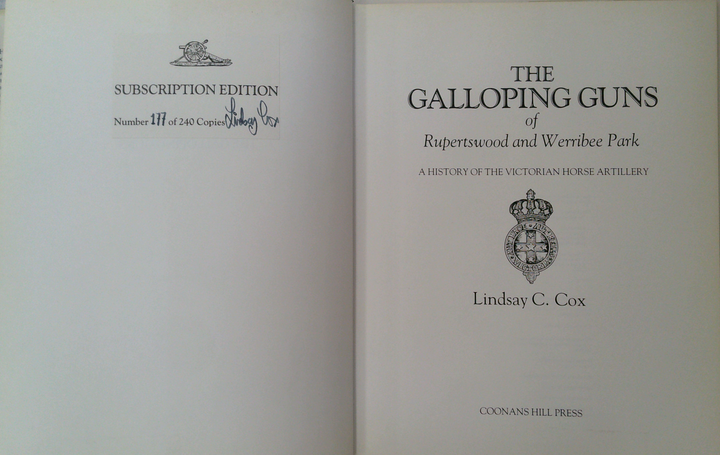 SUBSCRIPTION EDITION
Number 177 of 240 Copies Lindsay Cox
THE
GALLOPING GUNS
of
Rupertswood and Werribee Park
A HISTORY OF THE VICTORIAN HORSE ARTILLERY
Lindsay C. Cox
COONANS HILL PRESS